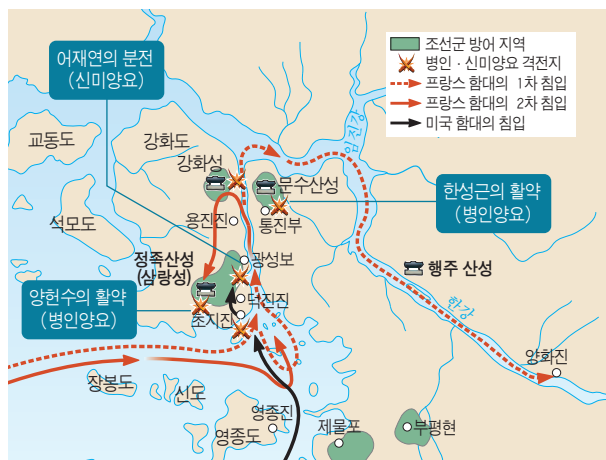 어재연의 분전
(신미양요)
조선군 방어 지역
병인·신미양요 격전지
프랑스 함대의 1차 침입
프랑스 함대의 2차 침입
미국 함대의 침입
임진강
교동도
강화도
강화성
문수산성
한성근의 활약
(병인양요)
석모도
용진진
통진부
정족산성
(삼랑성)
광성보
행주 산성
양헌수의 활약
(병인양요)
덕진진
초지진
한강
양화진
장봉도
선도
영종진
영종도
제물포
부평현